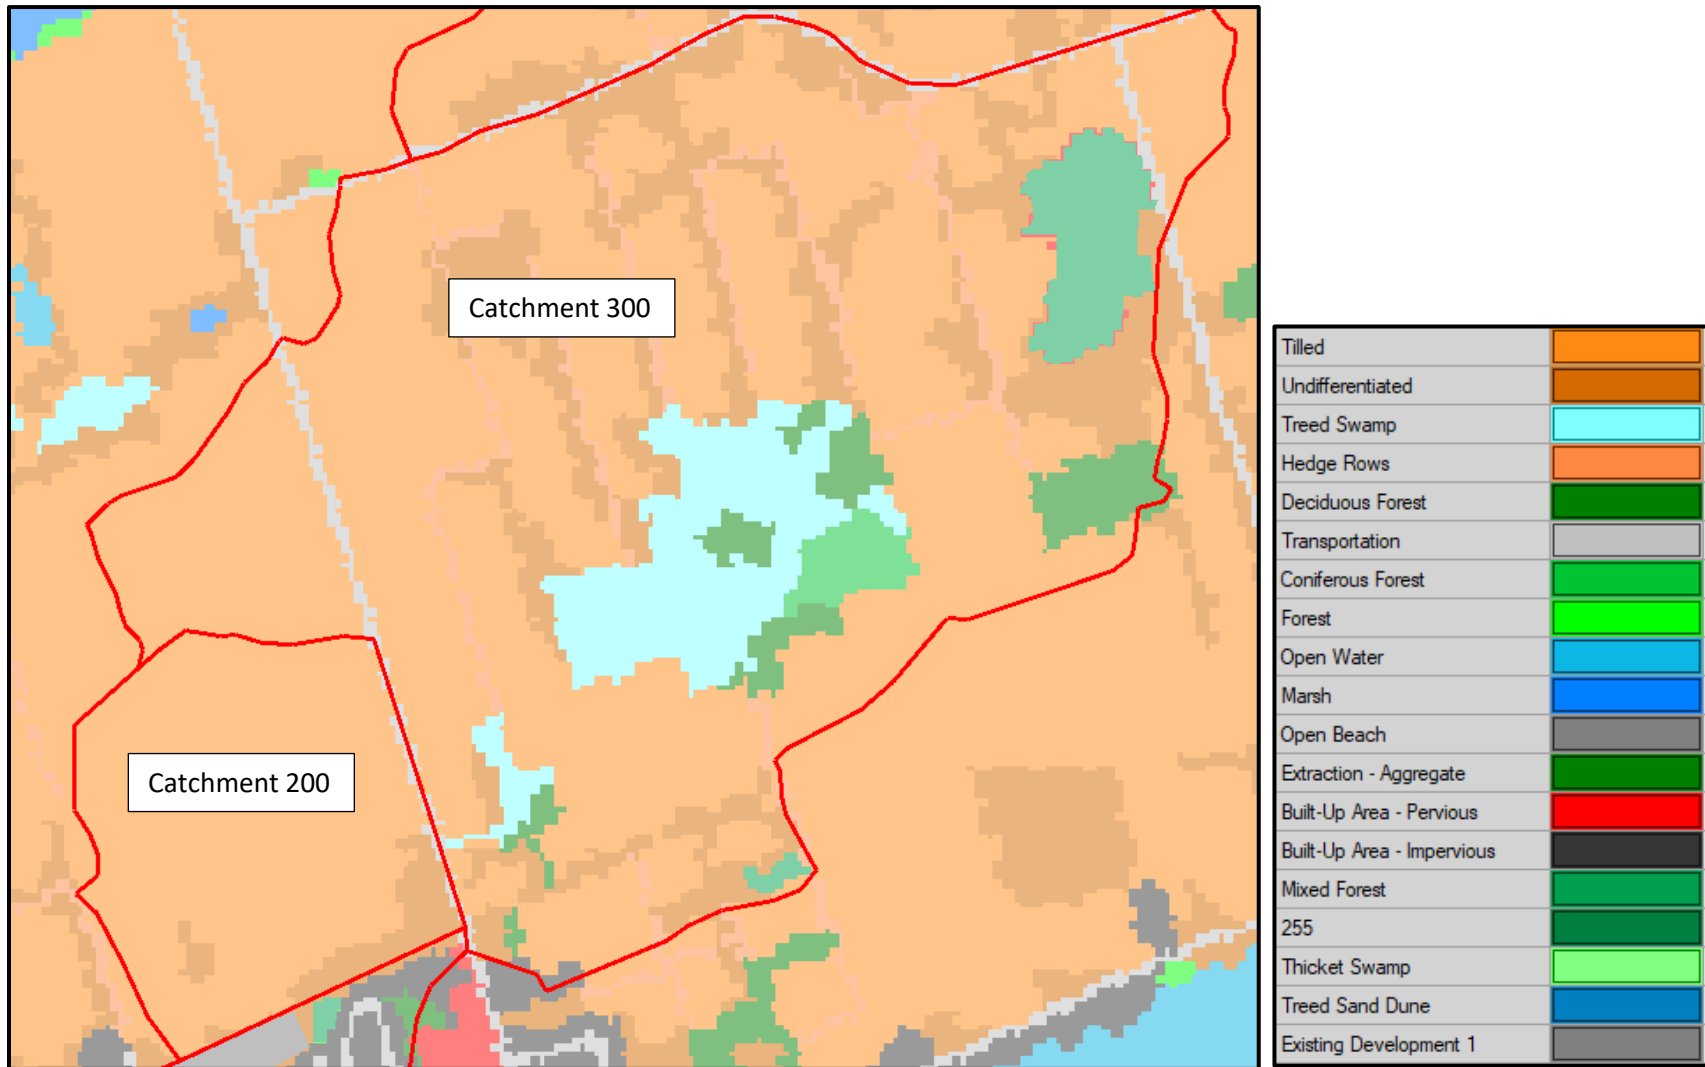 Catchment 300
Catchment 200
Tilled
Undifferentiated
Treed Swamp
Hedge Rows
Deciduous Forest
Transportation
Coniferous Forest
Forest
Open Water
Marsh
Open Beach
Extraction - Aggregate
Built-Up Area - Pervious
Built-Up Area - Impervious
Mixed Forest
255
Thicket Swamp
Treed Sand Dune
Existing Development 1